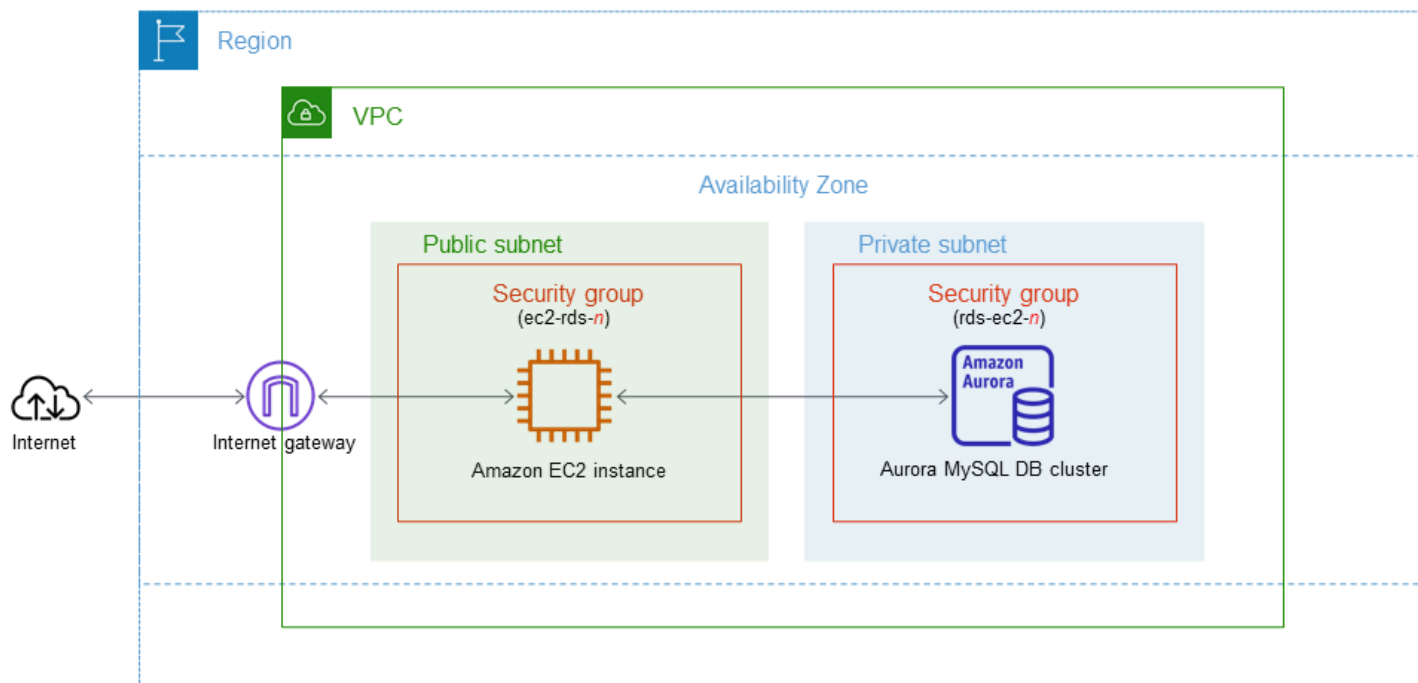 Region
VPC
Availability Zone
Public subnet
Private subnet
Security group
(ec2-rds-n)
Security group
(rds-ec2-n)
Amazon
Aurora
Internet
Internet gateway
Amazon EC2 instance
Aurora MySQL DB cluster